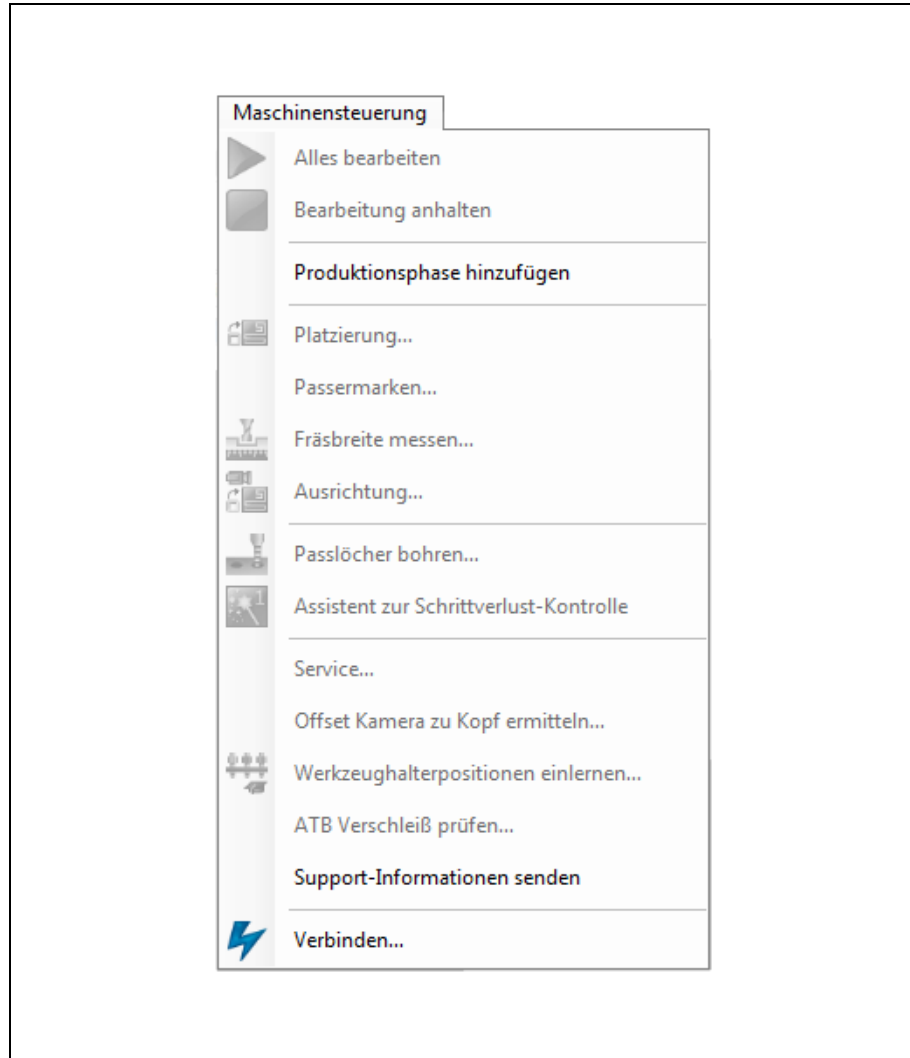 Maschinensteuerung
Alles bearbeiten
Bearbeitung anhalten
Produktionsphase hinzufügen
Platzierung...
Passermarken...
Fräsbreite messen...
Ausrichtung...
Passlöcher bohren...
Assistent zur Schrittverlust-Kontrolle
Service...
Offset Kamera zu Kopf ermitteln...
Werkzeughalterpositionen einlernen...
ATB Verschleiß prüfen...
Support-Informationen senden
Verbinden...